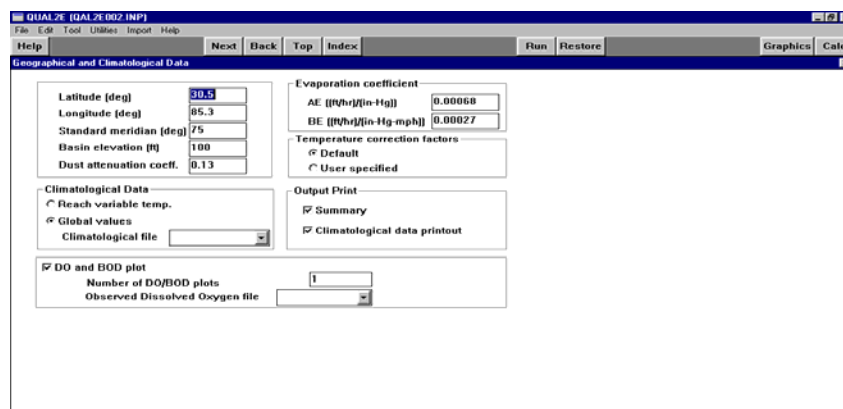 QUAL2E (QAL2E002.INP)
File Edit Tool Utilities Import Help
Help Next Back Top Index Run Restore Graphics Calc
Geographical and Climatological Data
Latitude (deg) 30.5
Longitude (deg) 85.3
Standard meridian (deg) 75
Basin elevation (ft) 100
Dust attenuation coeff. 0.13
Evaporation coefficient
AE [(ft/hr)/(in-Hg)] 0.00068
BE [(ft/hr)/(in-Hg-mph)] 0.00027
Temperature correction factors
Default
User specified
Climatological Data
Reach variable temp.
Global values
Climatological file
Output Print
Summary
Climatological data printout
DO and BOD plot
Number of DO/BOD plots 1
Observed Dissolved Oxygen file